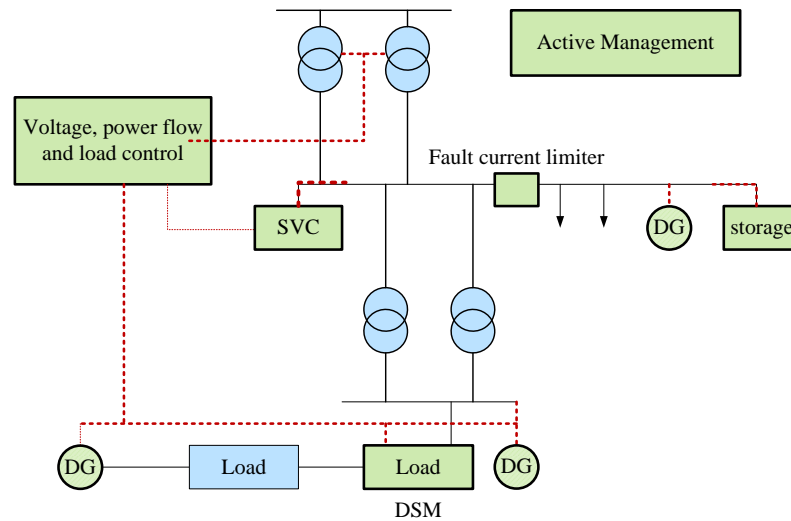 Active Management
Voltage, power flow
and load control
Fault current limiter
SVC
DG
storage
DG
Load
Load
DG
DSM